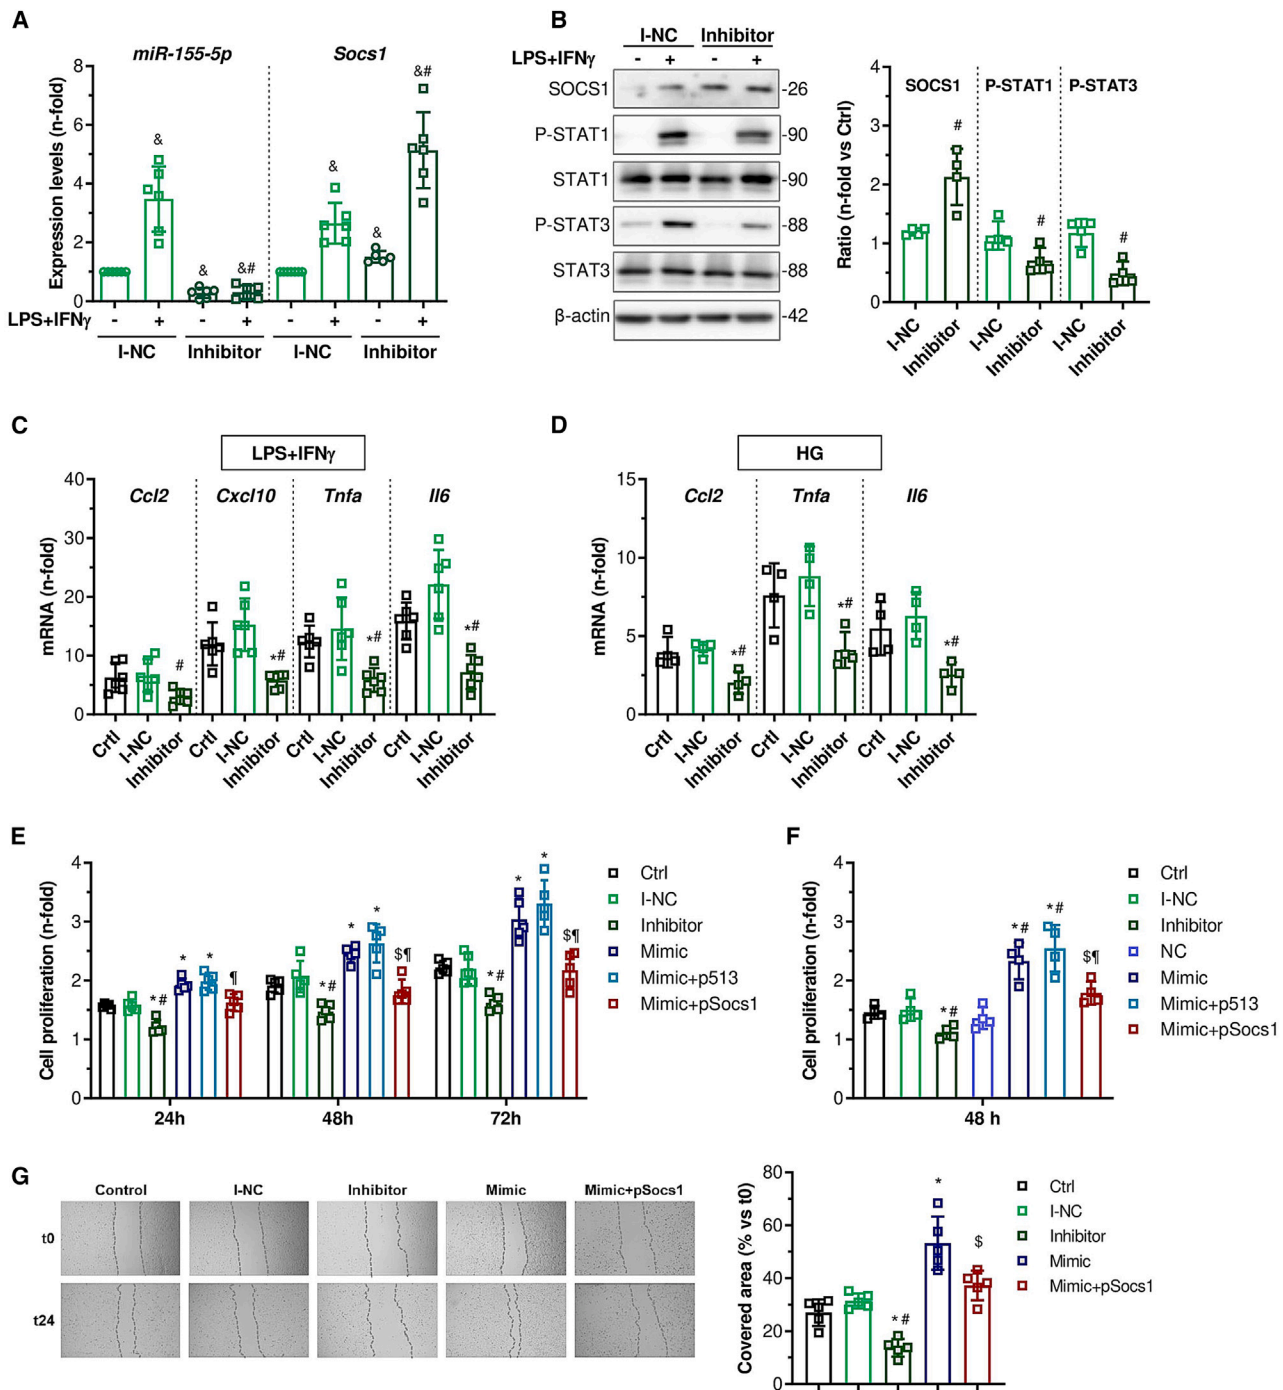 A
miR-155-5p
Socs1
Expression levels (n-fold)
8
6
4
2
0
&
&
&#
&
&
&#
LPS+IFNγ
- + - + - + - +
I-NC Inhibitor I-NC Inhibitor
B
I-NC Inhibitor
LPS+IFNγ - + - +
SOCS1 -26
P-STAT1 -90
STAT1 -90
P-STAT3 -88
STAT3 -88
β-actin -42
Ratio (n-fold vs Ctrl)
4
3
2
1
0
SOCS1 P-STAT1 P-STAT3
# # #
I-NC Inhibitor I-NC Inhibitor I-NC Inhibitor
C
LPS+IFNγ
mRNA (n-fold)
40
30
20
10
0
Ccl2 Cxcl10 Tnfa Il6
# *# *# *#
Crtl I-NC Inhibitor Crtl I-NC Inhibitor Crtl I-NC Inhibitor Crtl I-NC Inhibitor
D
HG
mRNA (n-fold)
15
10
5
0
Ccl2 Tnfa Il6
*# *# *#
Crtl I-NC Inhibitor Crtl I-NC Inhibitor Crtl I-NC Inhibitor
E
Cell proliferation (n-fold)
4
3
2
1
0
*# * * ¶ *# * * $¶ *# * * $¶
24h 48h 72h
Ctrl
I-NC
Inhibitor
Mimic
Mimic+p513
Mimic+pSocs1
F
Cell proliferation (n-fold)
4
3
2
1
0
*# *# *# $¶
48 h
Ctrl
I-NC
Inhibitor
NC
Mimic
Mimic+p513
Mimic+pSocs1
G
Control I-NC Inhibitor Mimic Mimic+pSocs1
t0
t24
Covered area (% vs t0)
80
60
40
20
0
*# * $
Ctrl
I-NC
Inhibitor
Mimic
Mimic+pSocs1